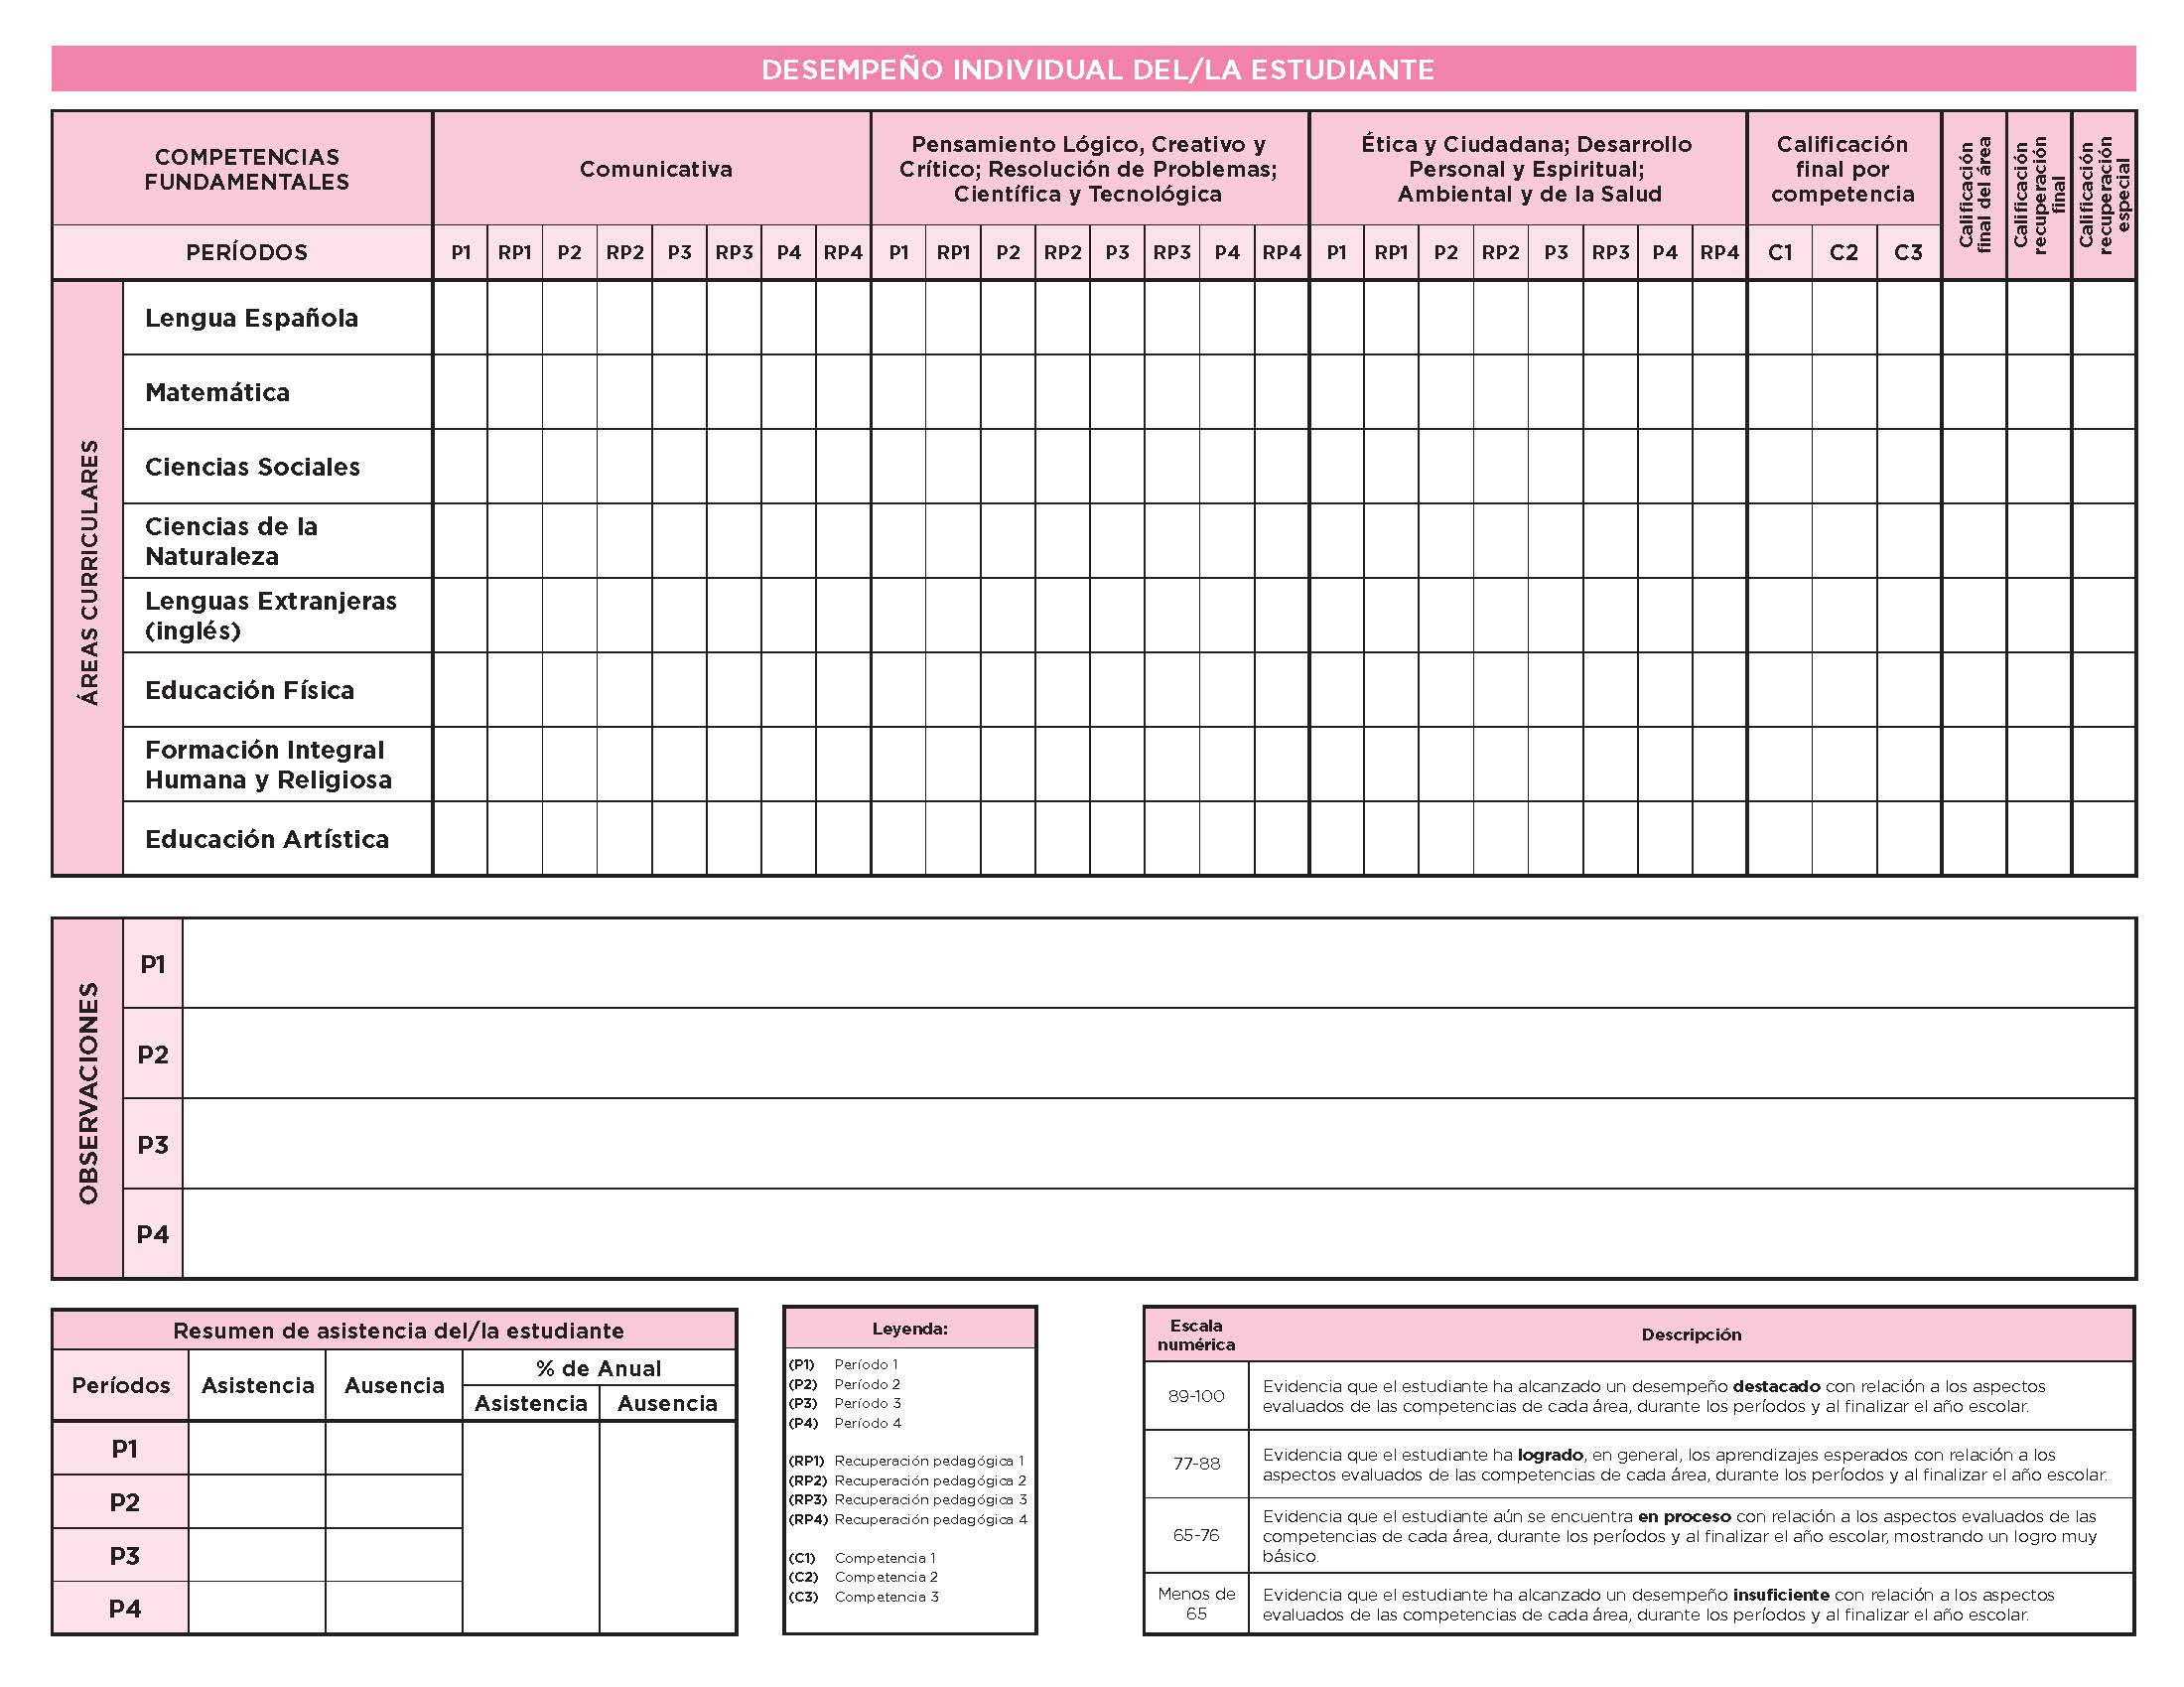 DESEMPEÑO INDIVIDUAL DEL/LA ESTUDIANTE
COMPETENCIAS
FUNDAMENTALES
Comunicativa
Pensamiento Lógico, Creativo y
Crítico; Resolución de Problemas;
Científica y Tecnológica
Ética y Ciudadana; Desarrollo
Personal y Espiritual;
Ambiental y de la Salud
Calificación
final por
competencia
Calificación
final del área
Calificación
recuperación
final
Calificación
recuperación
especial
PERÍODOS
P1 RP1 P2 RP2 P3 RP3 P4 RP4 P1 RP1 P2 RP2 P3 RP3 P4 RP4 P1 RP1 P2 RP2 P3 RP3 P4 RP4 C1 C2 C3
ÁREAS CURRICULARES
Lengua Española
Matemática
Ciencias Sociales
Ciencias de la
Naturaleza
Lenguas Extranjeras
(inglés)
Educación Física
Formación Integral
Humana y Religiosa
Educación Artística
OBSERVACIONES
P1
P2
P3
P4
Resumen de asistencia del/la estudiante
Períodos
Asistencia
Ausencia
% de Anual
Asistencia
Ausencia
P1
P2
P3
P4
Leyenda:
(P1) Período 1
(P2) Período 2
(P3) Período 3
(P4) Período 4
(RP1) Recuperación pedagógica 1
(RP2) Recuperación pedagógica 2
(RP3) Recuperación pedagógica 3
(RP4) Recuperación pedagógica 4
(C1) Competencia 1
(C2) Competencia 2
(C3) Competencia 3
Escala
numérica
Descripción
89-100
Evidencia que el estudiante ha alcanzado un desempeño destacado con relación a los aspectos
evaluados de las competencias de cada área, durante los períodos y al finalizar el año escolar.
77-88
Evidencia que el estudiante ha logrado, en general, los aprendizajes esperados con relación a los
aspectos evaluados de las competencias de cada área, durante los períodos y al finalizar el año escolar.
65-76
Evidencia que el estudiante aún se encuentra en proceso con relación a los aspectos evaluados de las
competencias de cada área, durante los períodos y al finalizar el año escolar, mostrando un logro muy
básico.
Menos de
65
Evidencia que el estudiante ha alcanzado un desempeño insuficiente con relación a los aspectos
evaluados de las competencias de cada área, durante los períodos y al finalizar el año escolar.